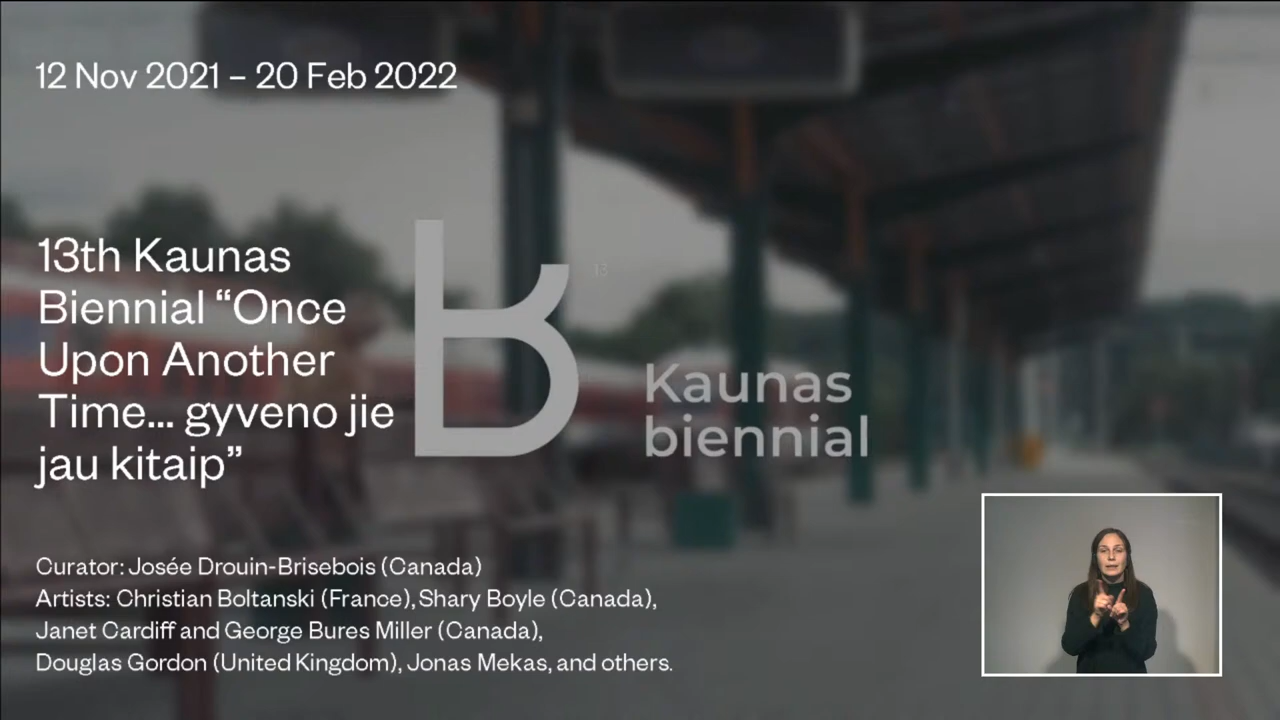 12 Nov 2021 – 20 Feb 2022
13th Kaunas
Biennial “Once
Upon Another
Time... gyveno jie
jau kitaip”
13
Kaunas
biennial
Curator: Josée Drouin-Brisebois (Canada)
Artists: Christian Boltanski (France), Shary Boyle (Canada),
Janet Cardiff and George Bures Miller (Canada),
Douglas Gordon (United Kingdom), Jonas Mekas, and others.